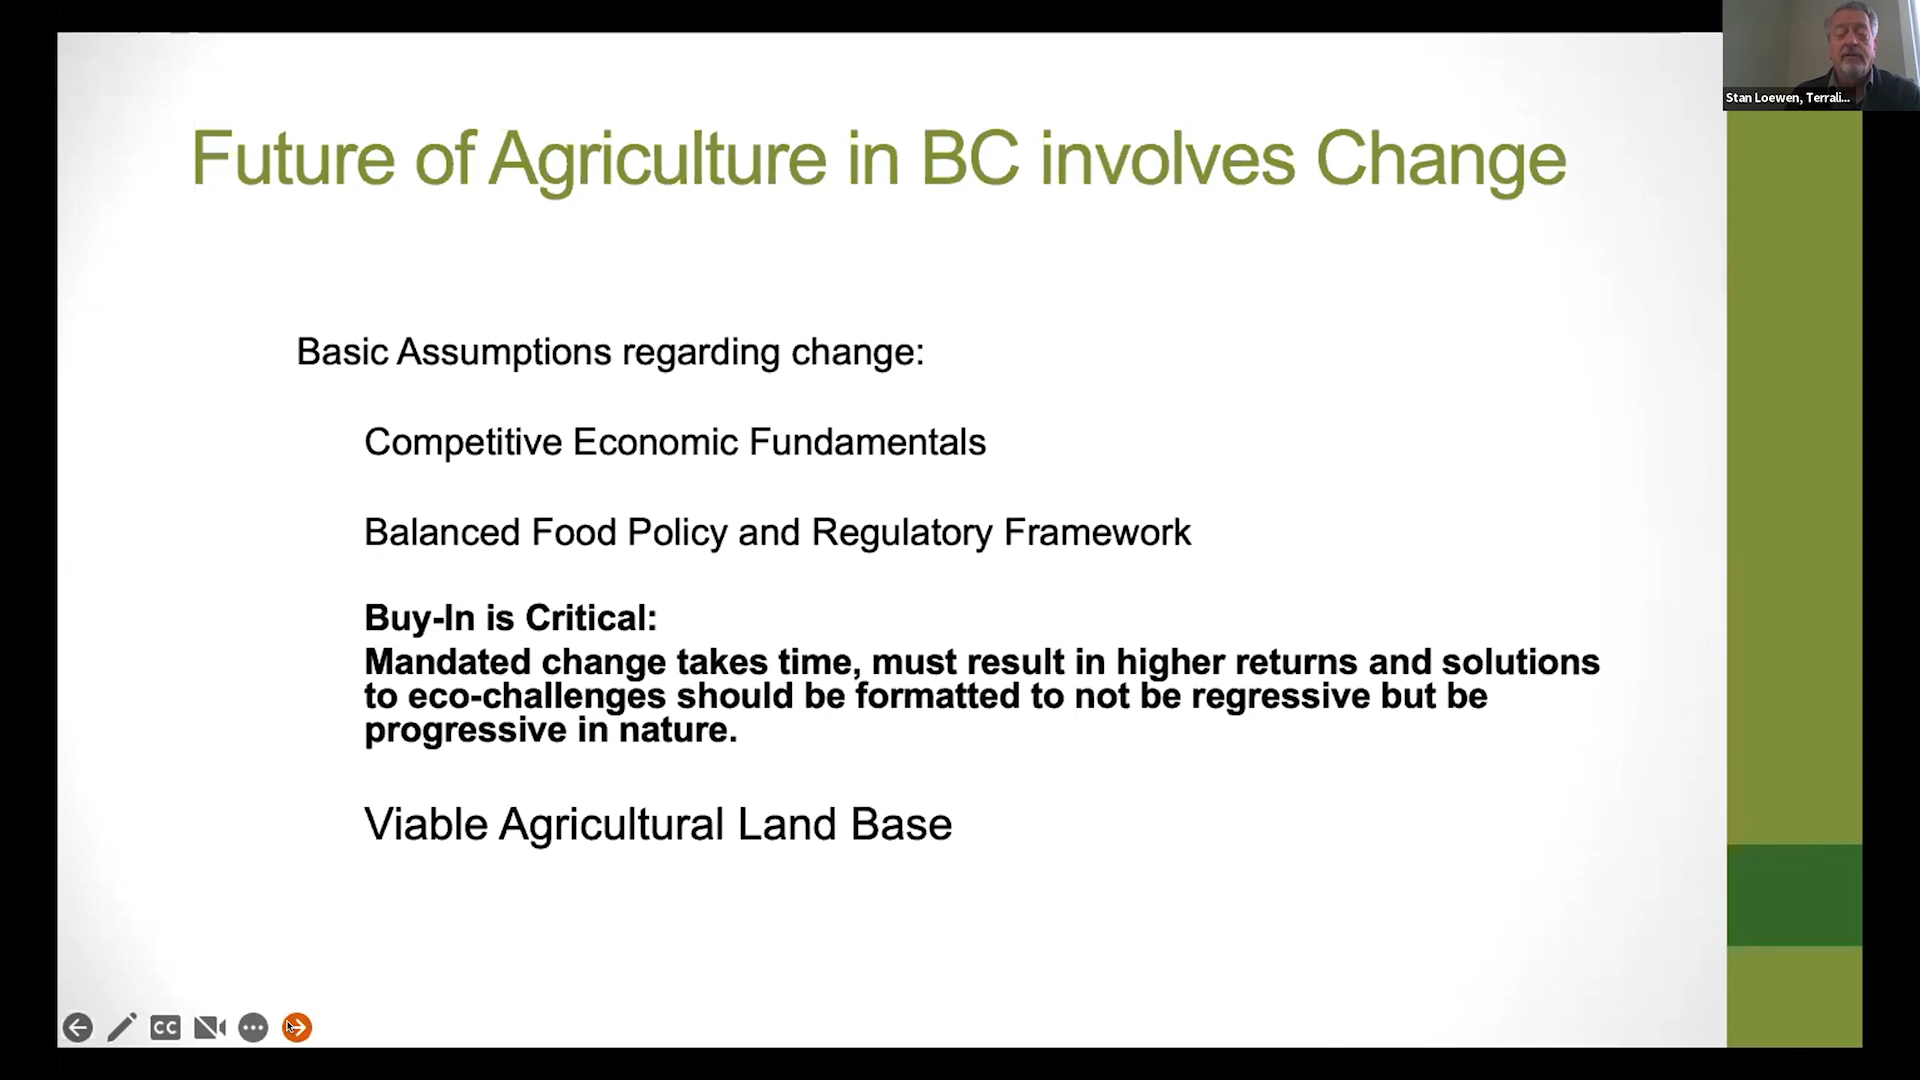 Stan Loewen, Terrali...
Future of Agriculture in BC involves Change
Basic Assumptions regarding change:
Competitive Economic Fundamentals
Balanced Food Policy and Regulatory Framework
Buy-In is Critical:
Mandated change takes time, must result in higher returns and solutions
to eco-challenges should be formatted to not be regressive but be
progressive in nature.
Viable Agricultural Land Base
CC